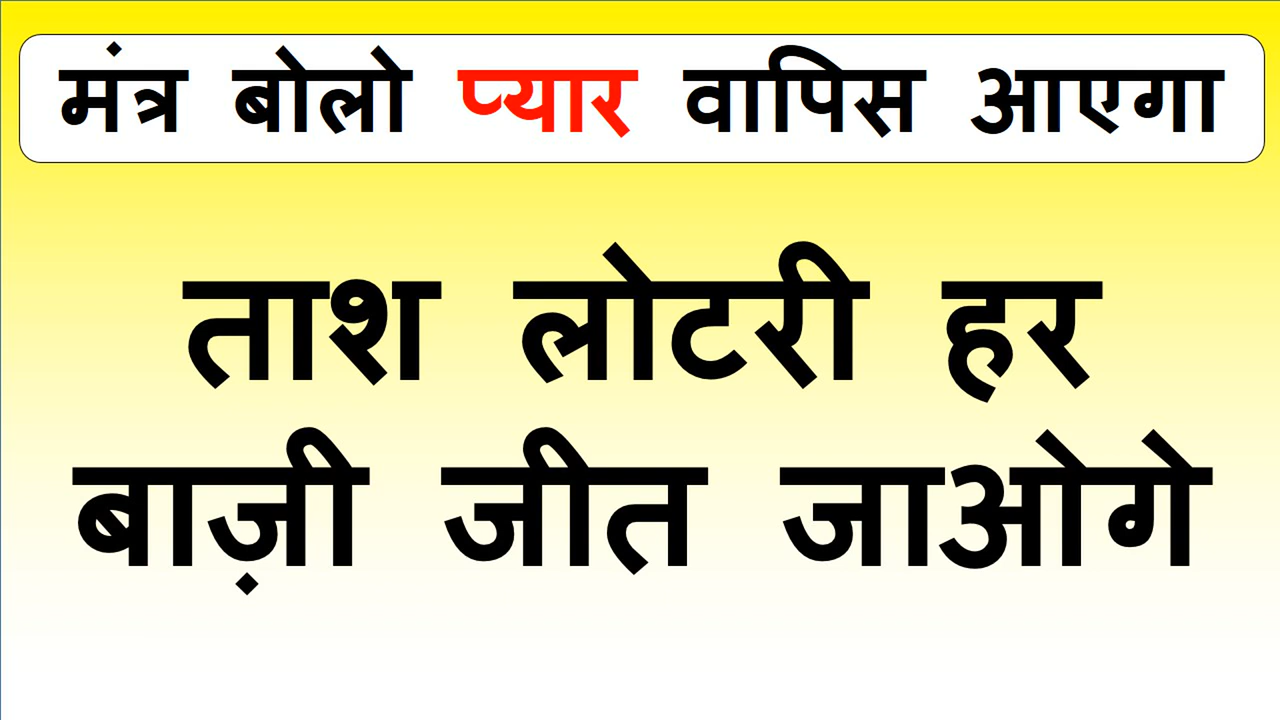 मंत्र बोलो प्यार वापिस आएगा
ताश लोटरी हर
बाज़ी जीत जाओगे